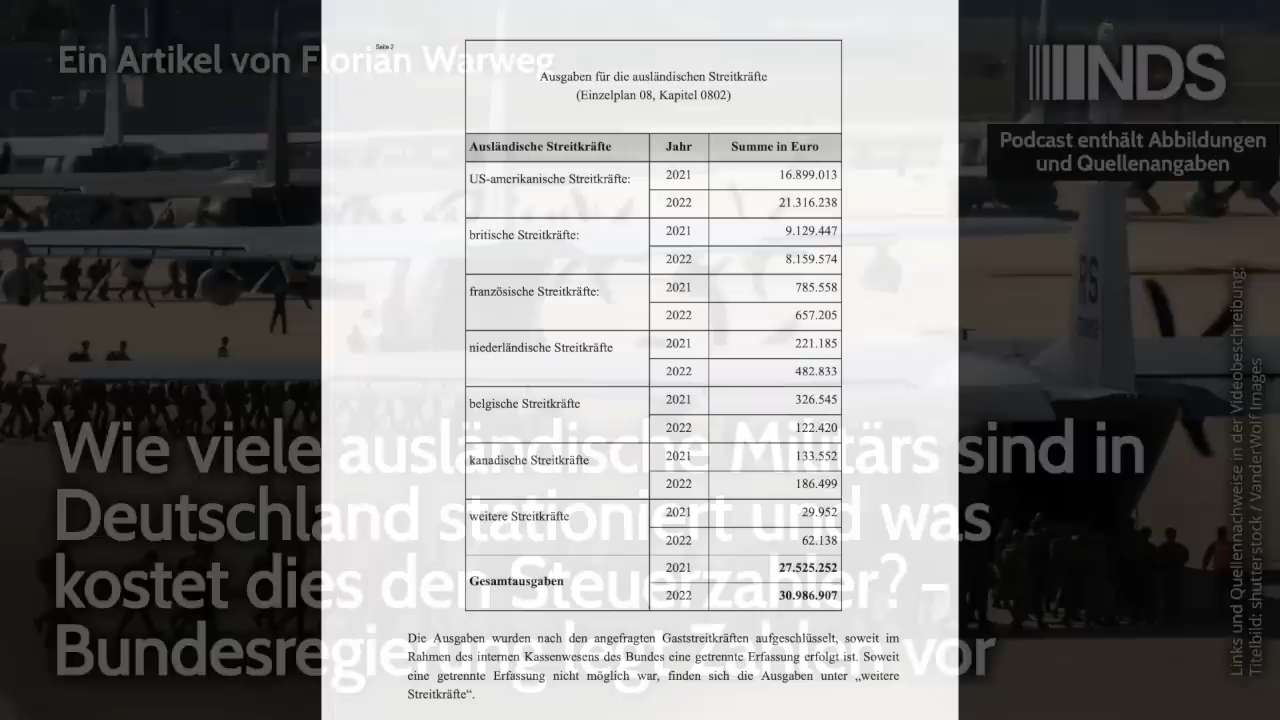 Ein Artikel von Florian Warweg
NDS
Podcast enthält Abbildungen
und Quellenangaben
Seite 2
Ausgaben für die ausländischen Streitkräfte
(Einzelplan 08, Kapitel 0802)
Ausländische Streitkräfte Jahr Summe in Euro
US-amerikanische Streitkräfte: 2021 16.899.013
2022 21.316.238
britische Streitkräfte: 2021 9.129.447
2022 8.159.574
französische Streitkräfte: 2021 785.558
2022 657.205
niederländische Streitkräfte 2021 221.185
2022 482.833
belgische Streitkräfte 2021 326.545
2022 122.420
kanadische Streitkräfte 2021 133.552
2022 186.499
weitere Streitkräfte 2021 29.952
2022 62.138
Gesamtausgaben 2021 27.525.252
2022 30.986.907
Die Ausgaben wurden nach den angefragten Gaststreitkräften aufgeschlüsselt, soweit im
Rahmen des internen Kassenwesens des Bundes eine getrennte Erfassung erfolgt ist. Soweit
eine getrennte Erfassung nicht möglich war, finden sich die Ausgaben unter „weitere
Streitkräfte“.
Wie viele ausländische Militärs sind in
Deutschland stationiert und was
kostet dies den Steuerzahler? –
Bundesregierung legt Zahlen vor
Links und Quellennachweise in der Videobeschreibung;
Titelbild: shutterstock / VanderWolf Images